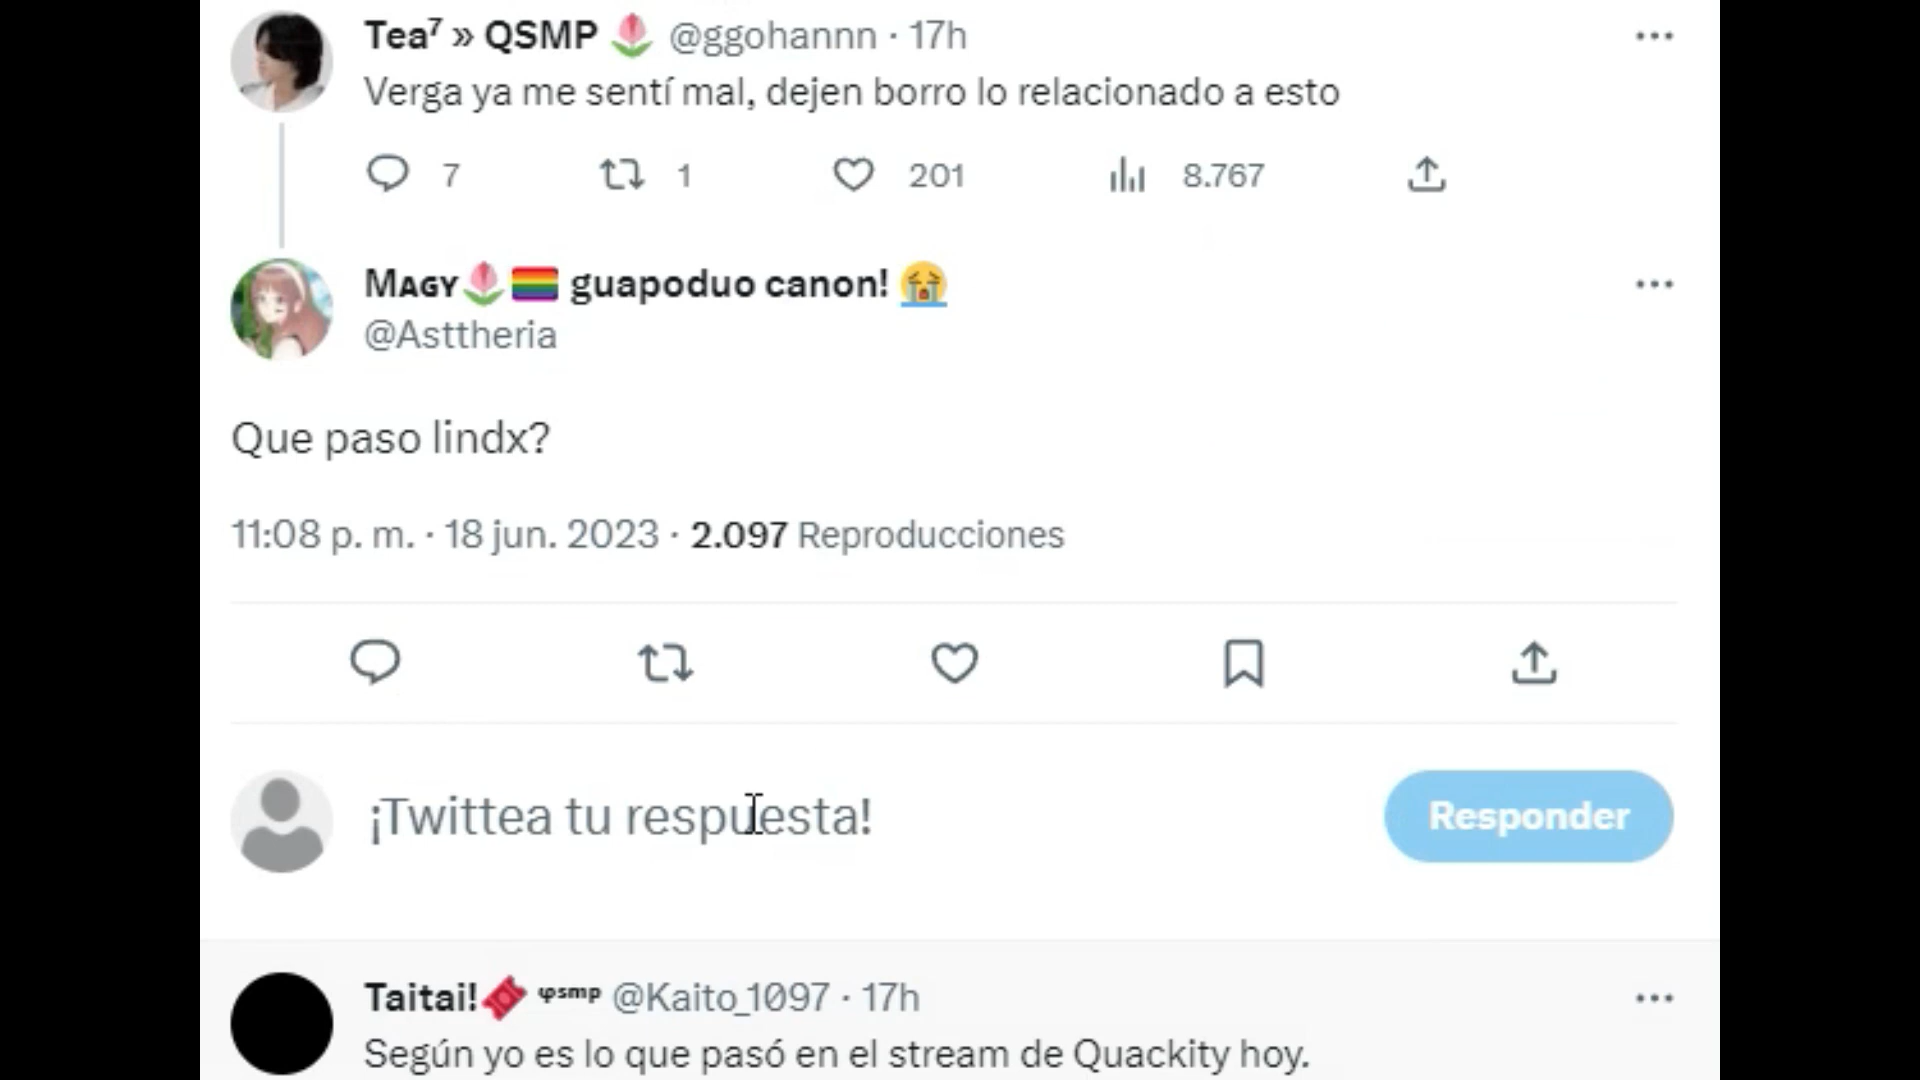 Tea⁷ » QSMP 🌷 @ggohannn · 17h
Verga ya me sentí mal, dejen borro lo relacionado a esto
7 1 201 8.767
Mᴀɢʏ🌷🏳️‍🌈 guapoduo canon! 😭
@Asttheria
Que paso lindx?
11:08 p. m. · 18 jun. 2023 · 2.097 Reproducciones
¡Twittea tu respuesta!
Responder
Taitai!🎟️ ᵠˢᵐᵖ @Kaito_1097 · 17h
Según yo es lo que pasó en el stream de Quackity hoy.